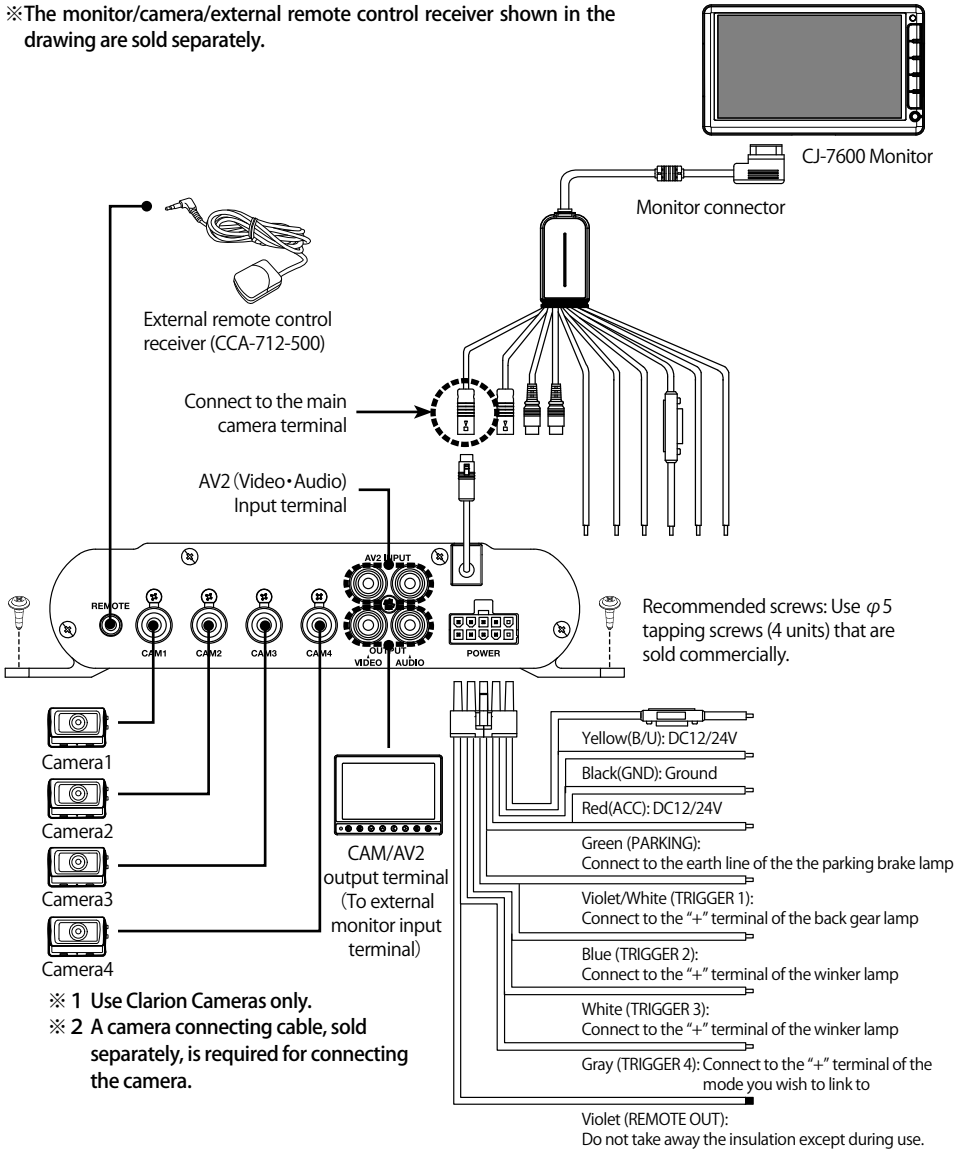 ※The monitor/camera/external remote control receiver shown in the
drawing are sold separately.
CJ-7600 Monitor
Monitor connector
External remote control
receiver (CCA-712-500)
Connect to the main
camera terminal
AV2（Video•Audio)
Input terminal
AV2 INPUT
REMOTE
CAM1
CAM2
CAM3
CAM4
OUTPUT
VIDEO
AUDIO
POWER
Recommended screws: Use φ5
tapping screws (4 units) that are
sold commercially.
Camera1
Camera2
Camera3
Camera4
CAM/AV2
output terminal
（To external
monitor input
terminal）
Yellow(B/U): DC12/24V
Black(GND): Ground
Red(ACC): DC12/24V
Green (PARKING):
Connect to the earth line of the the parking brake lamp
Violet/White (TRIGGER 1):
Connect to the “+” terminal of the back gear lamp
Blue (TRIGGER 2):
Connect to the “+” terminal of the winker lamp
White (TRIGGER 3):
Connect to the “+” terminal of the winker lamp
Gray (TRIGGER 4): Connect to the “+” terminal of the
mode you wish to link to
Violet (REMOTE OUT):
Do not take away the insulation except during use.
※ 1 Use Clarion Cameras only.
※ 2 A camera connecting cable, sold
separately, is required for connecting
the camera.